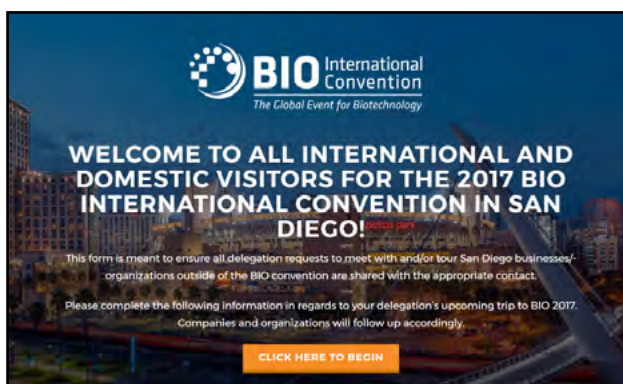 BIO International
Convention
The Global Event for Biotechnology
WELCOME TO ALL INTERNATIONAL AND
DOMESTIC VISITORS FOR THE 2017 BIO
INTERNATIONAL CONVENTION IN SAN
DIEGO!
PETCO PARK
This form is meant to ensure all delegation requests to meet with and/or tour San Diego businesses/-
organizations outside of the BIO convention are shared with the appropriate contact.
Please complete the following information in regards to your delegation's upcoming trip to BIO 2017.
Companies and organizations will follow up accordingly.
CLICK HERE TO BEGIN